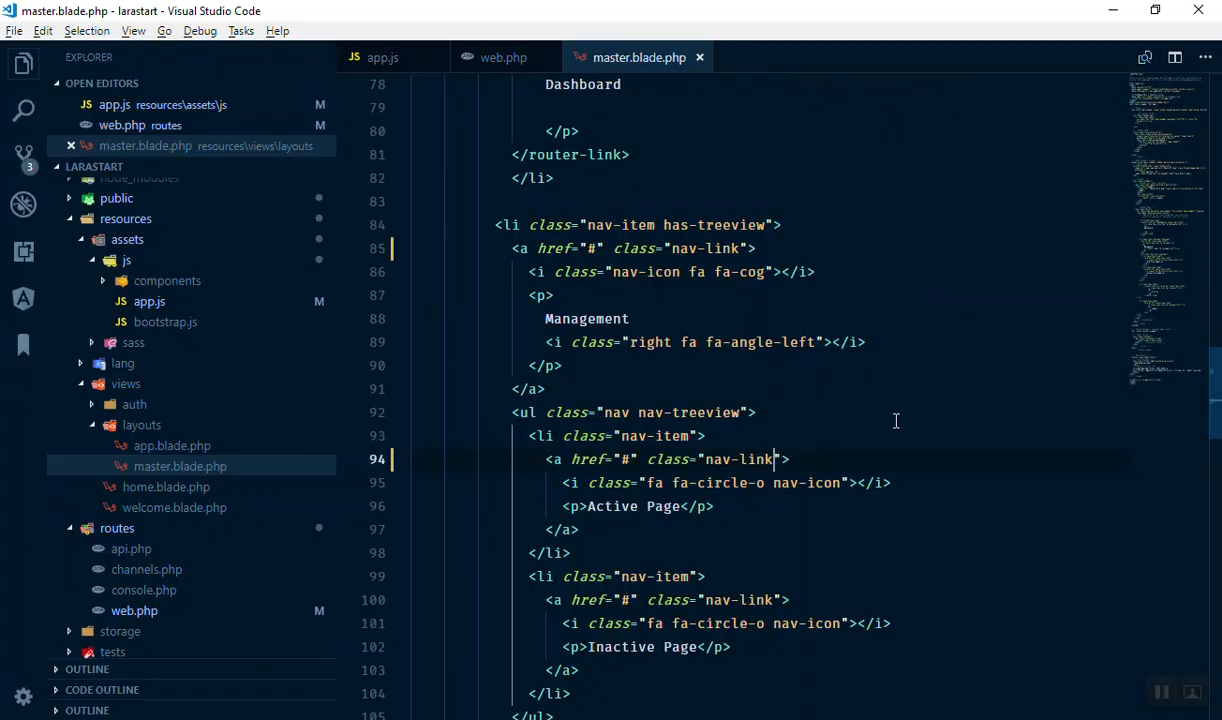 master.blade.php - larastart - Visual Studio Code
File Edit Selection View Go Debug Tasks Help
EXPLORER
OPEN EDITORS
JS app.js resources\assets\js M
web.php routes M
× master.blade.php resources\views\layouts
LARASTART
node_modules
public
resources
assets
js
components
JS app.js M
JS bootstrap.js
sass
lang
views
auth
layouts
app.blade.php
master.blade.php
home.blade.php
welcome.blade.php
routes
api.php
channels.php
console.php
web.php M
storage
tests
OUTLINE
CODE OUTLINE
OUTLINE
3
JS app.js web.php master.blade.php ×
78 Dashboard
79
80 </p>
81 </router-link>
82 </li>
83
84 <li class="nav-item has-treeview">
85 <a href="#" class="nav-link">
86 <i class="nav-icon fa fa-cog"></i>
87 <p>
88 Management
89 <i class="right fa fa-angle-left"></i>
90 </p>
91 </a>
92 <ul class="nav nav-treeview">
93 <li class="nav-item">
94 <a href="#" class="nav-link">
95 <i class="fa fa-circle-o nav-icon"></i>
96 <p>Active Page</p>
97 </a>
98 </li>
99 <li class="nav-item">
100 <a href="#" class="nav-link">
101 <i class="fa fa-circle-o nav-icon"></i>
102 <p>Inactive Page</p>
103 </a>
104 </li>
105 </ul>